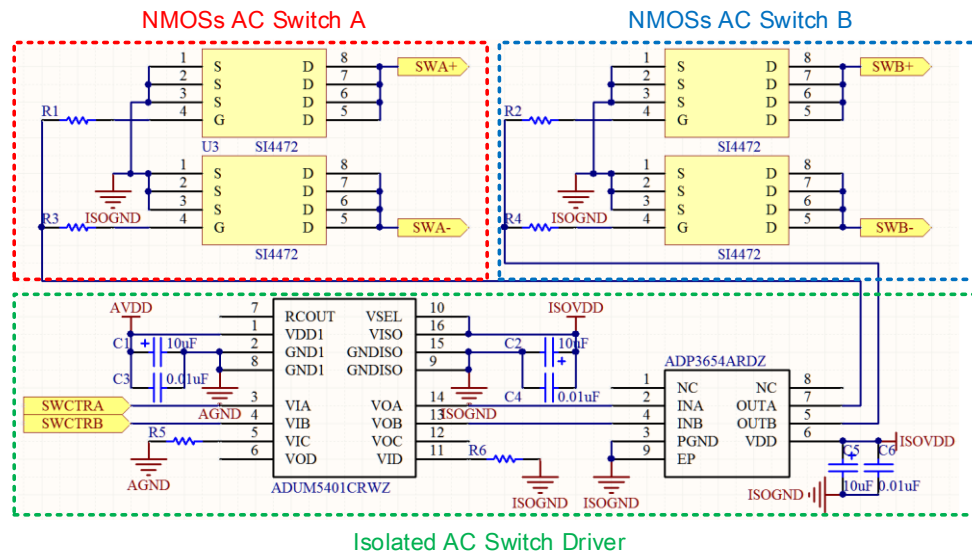 NMOSs AC Switch A
NMOSs AC Switch B
1 S D 8 SWA+
2 S D 7
3 S D 6
R1 4 G D 5
U3 SI4472
1 S D 8
2 S D 7
ISOGND 3 S D 6
R3 4 G D 5 SWA-
SI4472
1 S D 8 SWB+
2 S D 7
3 S D 6
R2 4 G D 5
SI4472
1 S D 8
2 S D 7
ISOGND 3 S D 6
R4 4 G D 5 SWB-
SI4472
AVDD
C1 + 10uF
C3 0.01uF
AGND
SWCTRA
SWCTRB
R5
AGND
7 RCOUT VSEL 10
1 VDD1 VISO 16
2 GND1 GNDISO 15
8 GND1 GNDISO 9
3 VIA VOA 14
4 VIB VOB 13
5 VIC VOC 12
6 VOD VID 11
ADUM5401CRWZ
ISOVDD
C2 10uF
+
C4 0.01uF
ISOGND
R6
ISOGND
ADP3654ARDZ
1 NC NC 8
2 INA OUTA 7
4 INB OUTB 5
3 PGND VDD 6
9 EP
ISOGND
ISOVDD
C5 + C6
ISOGND 10uF 0.01uF
Isolated AC Switch Driver